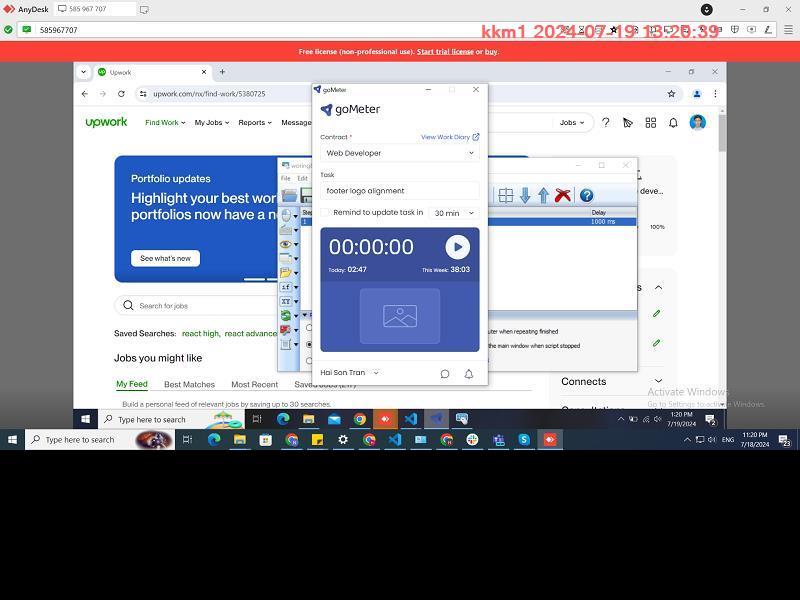 AnyDesk
585 967 707
585967707
kkm1 2024-07-19 13:20:39
Free license (non-professional use). Start trial license or buy.
Upwork
upwork.com/nx/find-work/5380725
goMeter
goMeter
upwork
Find Work
My Jobs
Reports
Message
Jobs
Contract *
View Work Diary
Web Developer
Task
footer logo alignment
Remind to update task in
30 min
00:00:00
Today: 02:47
This Week: 38:03
Hai Son Tran
Portfolio updates
Highlight your best wor
portfolios now have a n
See what's new
File
Edit
Delay
1
1000 ms
uter when repeating finished
the main window when script stopped
deve...
100%
Search for jobs
Saved Searches:
react high,
react advance
Jobs you might like
My Feed
Best Matches
Most Recent
Build a personal feed of relevant jobs by saving up to 30 searches.
Connects
Activate Windows
Go to Settings to activate Windows.
Type here to search
1:20 PM
7/19/2024
2
Type here to search
ENG
11:20 PM
7/18/2024
23